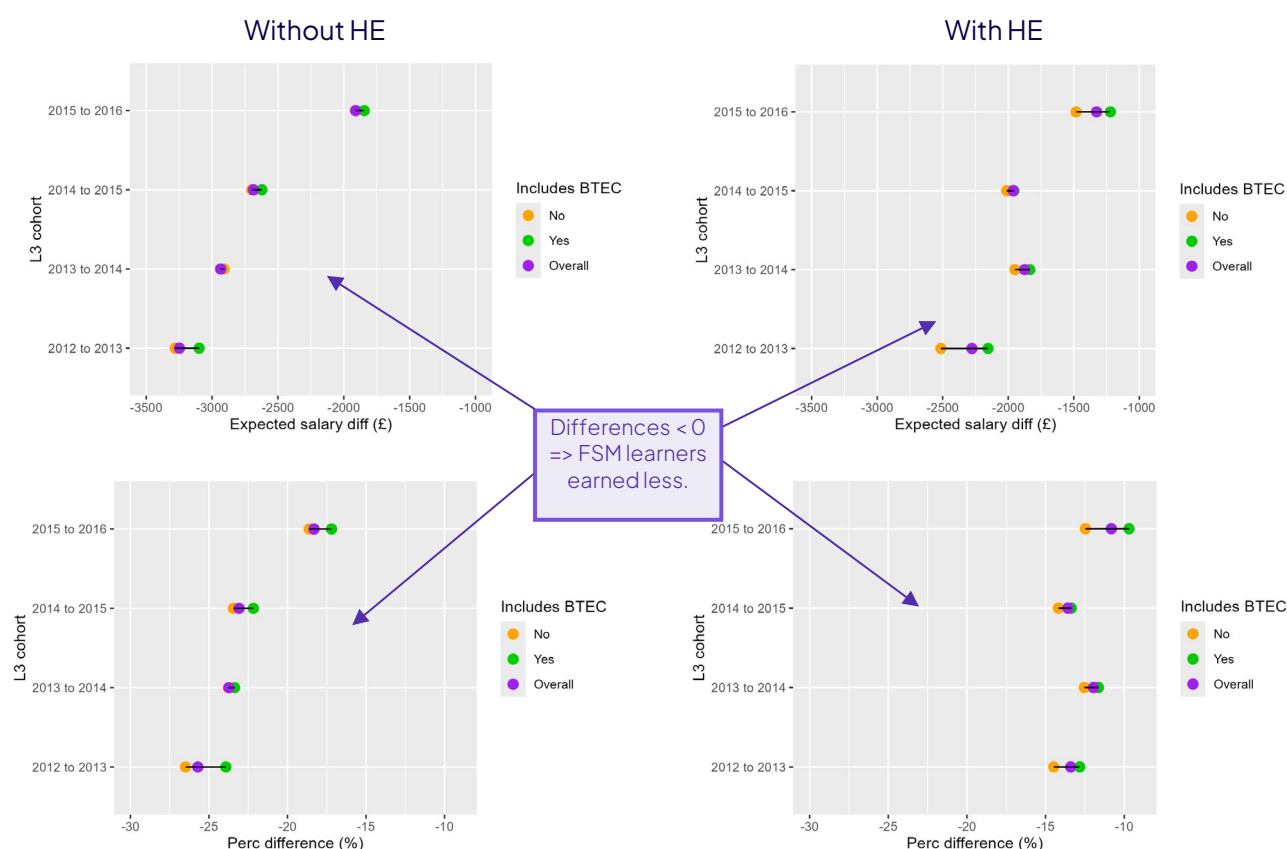 Without HE
With HE
2015 to 2016
2014 to 2015
2013 to 2014
2012 to 2013
L3 cohort
-3500 -3000 -2500 -2000 -1500 -1000
Expected salary diff (£)
Includes BTEC
No
Yes
Overall
2015 to 2016
2014 to 2015
2013 to 2014
2012 to 2013
L3 cohort
-3500 -3000 -2500 -2000 -1500 -1000
Expected salary diff (£)
Includes BTEC
No
Yes
Overall
Differences < 0
=> FSM learners
earned less.
2015 to 2016
2014 to 2015
2013 to 2014
2012 to 2013
L3 cohort
-30 -25 -20 -15 -10
Perc difference (%)
Includes BTEC
No
Yes
Overall
2015 to 2016
2014 to 2015
2013 to 2014
2012 to 2013
L3 cohort
-30 -25 -20 -15 -10
Perc difference (%)
Includes BTEC
No
Yes
Overall